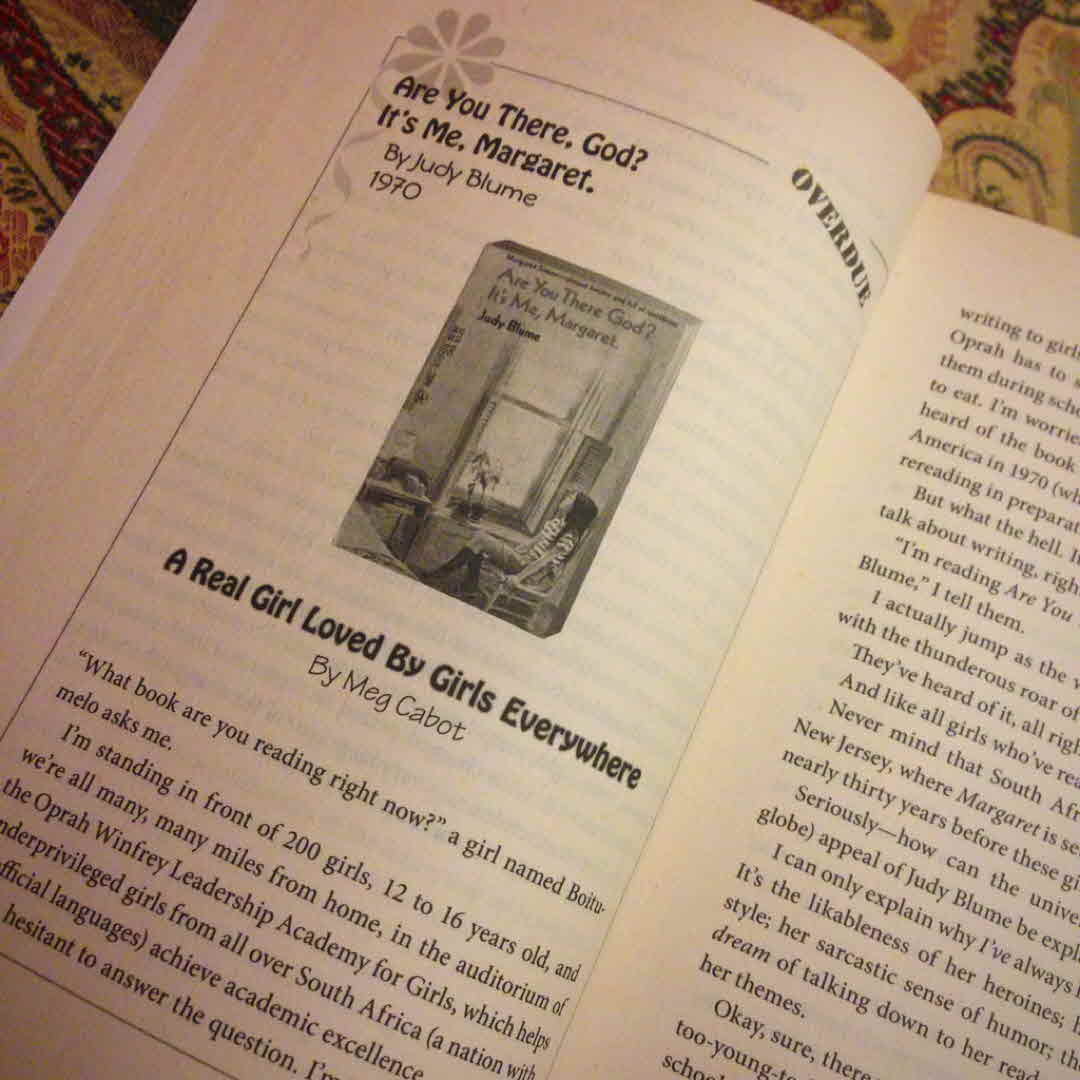 Are You There, God?
It's Me, Margaret.
By Judy Blume
1970
OVERDUE
Are You There God?
It's Me, Margaret.
Judy Blume
A Real Girl Loved By Girls Everywhere
By Meg Cabot
“What book are you reading right now?” a girl named Boitu-
melo asks me.
I'm standing in front of 200 girls, 12 to 16 years old, and
we're all many, many miles from home, in the auditorium of
the Oprah Winfrey Leadership Academy for Girls, which helps
nderprivileged girls from all over South Africa (a nation with
fficial languages) achieve academic excellence
hesitant to answer the question. I'm
writing to girl
Oprah has to
them during scho
to eat. I'm worrie
heard of the book
America in 1970 (wh
rereading in preparat
But what the hell. I
talk about writing, righ
“I'm reading Are You
Blume,” I tell them.
I actually jump as the
with the thunderous roar of
They've heard of it, all righ
And like all girls who've rea
Never mind that South Afr
New Jersey, where Margaret is se
nearly thirty years before these gi
Seriously—how can the unive
globe) appeal of Judy Blume be expla
I can only explain why I've always
It's the likableness of her heroines; h
style; her sarcastic sense of humor; th
dream of talking down to her read
her themes.
Okay, sure, there
too-young-to-
school